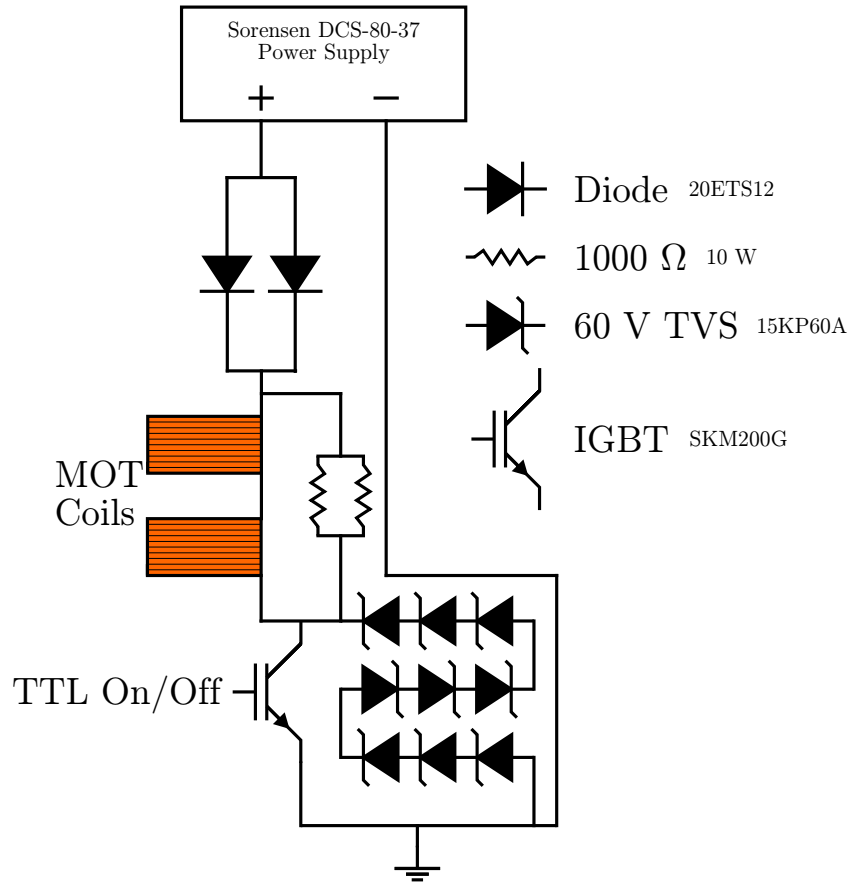 Sorensen DCS-80-37
Power Supply
+ −
Diode 20ETS12
1000 Ω 10 W
60 V TVS 15KP60A
IGBT SKM200G
MOT
Coils
TTL On/Off